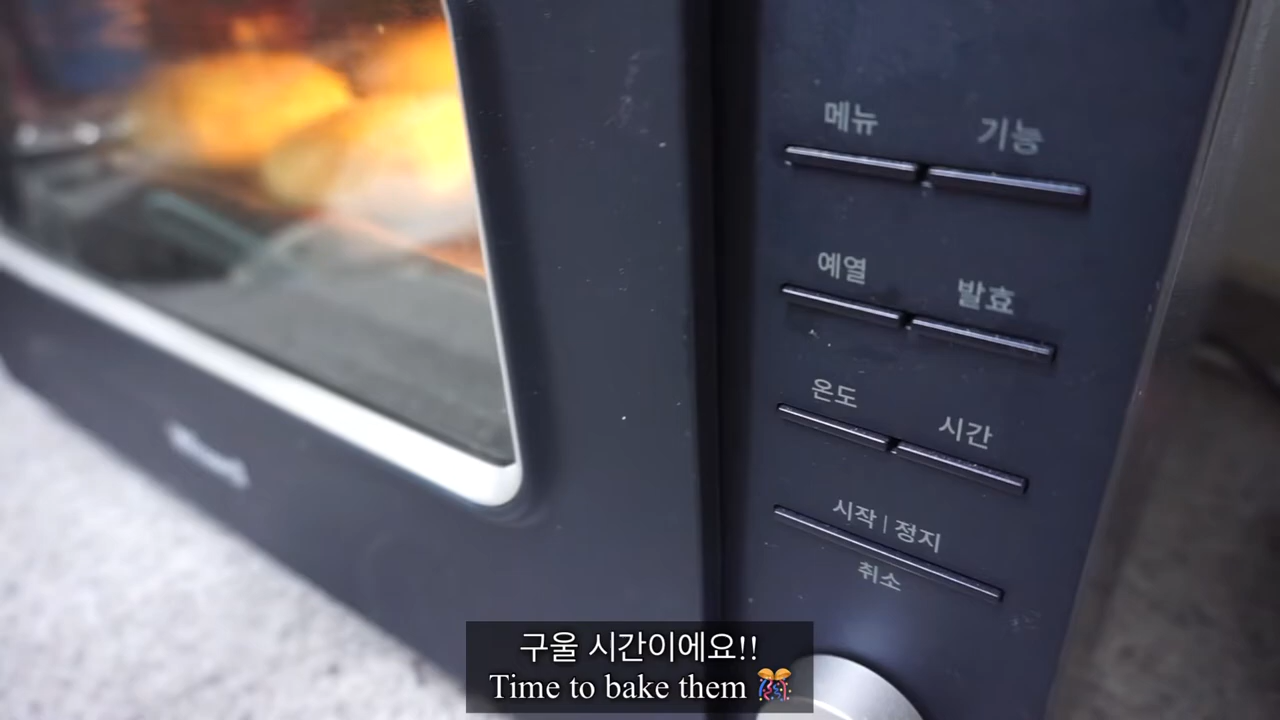 메뉴 기능
예열 발효
온도 시간
시작 | 정지
취소
구울 시간이에요!!
Time to bake them 🎊